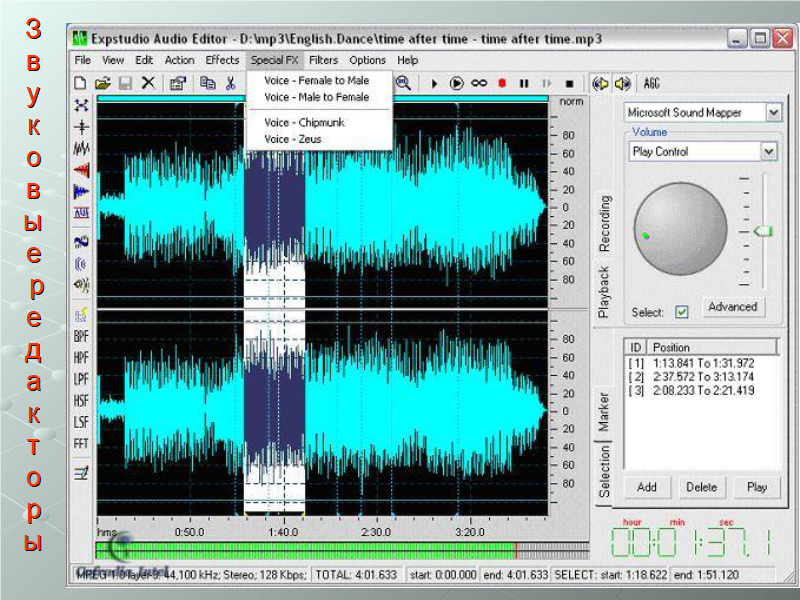 Звуковые редакторы
Expstudio Audio Editor - D:\mp3\English.Dance\time after time - time after time.mp3
File View Edit Action Effects Special FX Filters Options Help
Voice - Female to Male
Voice - Male to Female
Voice - Chipmunk
Voice - Zeus
AGC
norm
80
60
40
20
0
20
40
60
80
80
60
40
20
0
20
40
60
80
BPF
HPF
LPF
HSF
LSF
FFT
hms 0:50.0 1:40.0 2:30.0 3:20.0
Recording
Playback
Microsoft Sound Mapper
Volume
Play Control
Select:
Advanced
Marker
Selection
ID Position
[ 1] 1:13.841 To 1:31.972
[ 2] 2:37.572 To 3:13.174
[ 3] 2:08.233 To 2:21.419
Add Delete Play
hour min sec
00:01:37.1
MPEG 1.0 layer-3: 44,100 kHz; Stereo; 128 Kbps; TOTAL: 4:01.633 start: 0:00.000 end: 4:01.633 SELECT: start: 1:18.622 end: 1:51.120